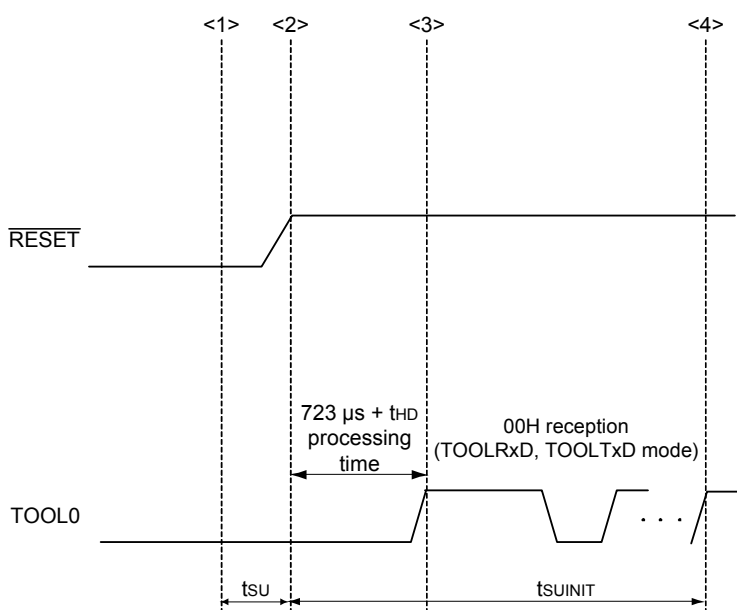 <1> <2> <3> <4>
RESET
723 µs + tHD
processing
time
00H reception
(TOOLRxD, TOOLTxD mode)
TOOL0
. . .
tSU
tSUINIT